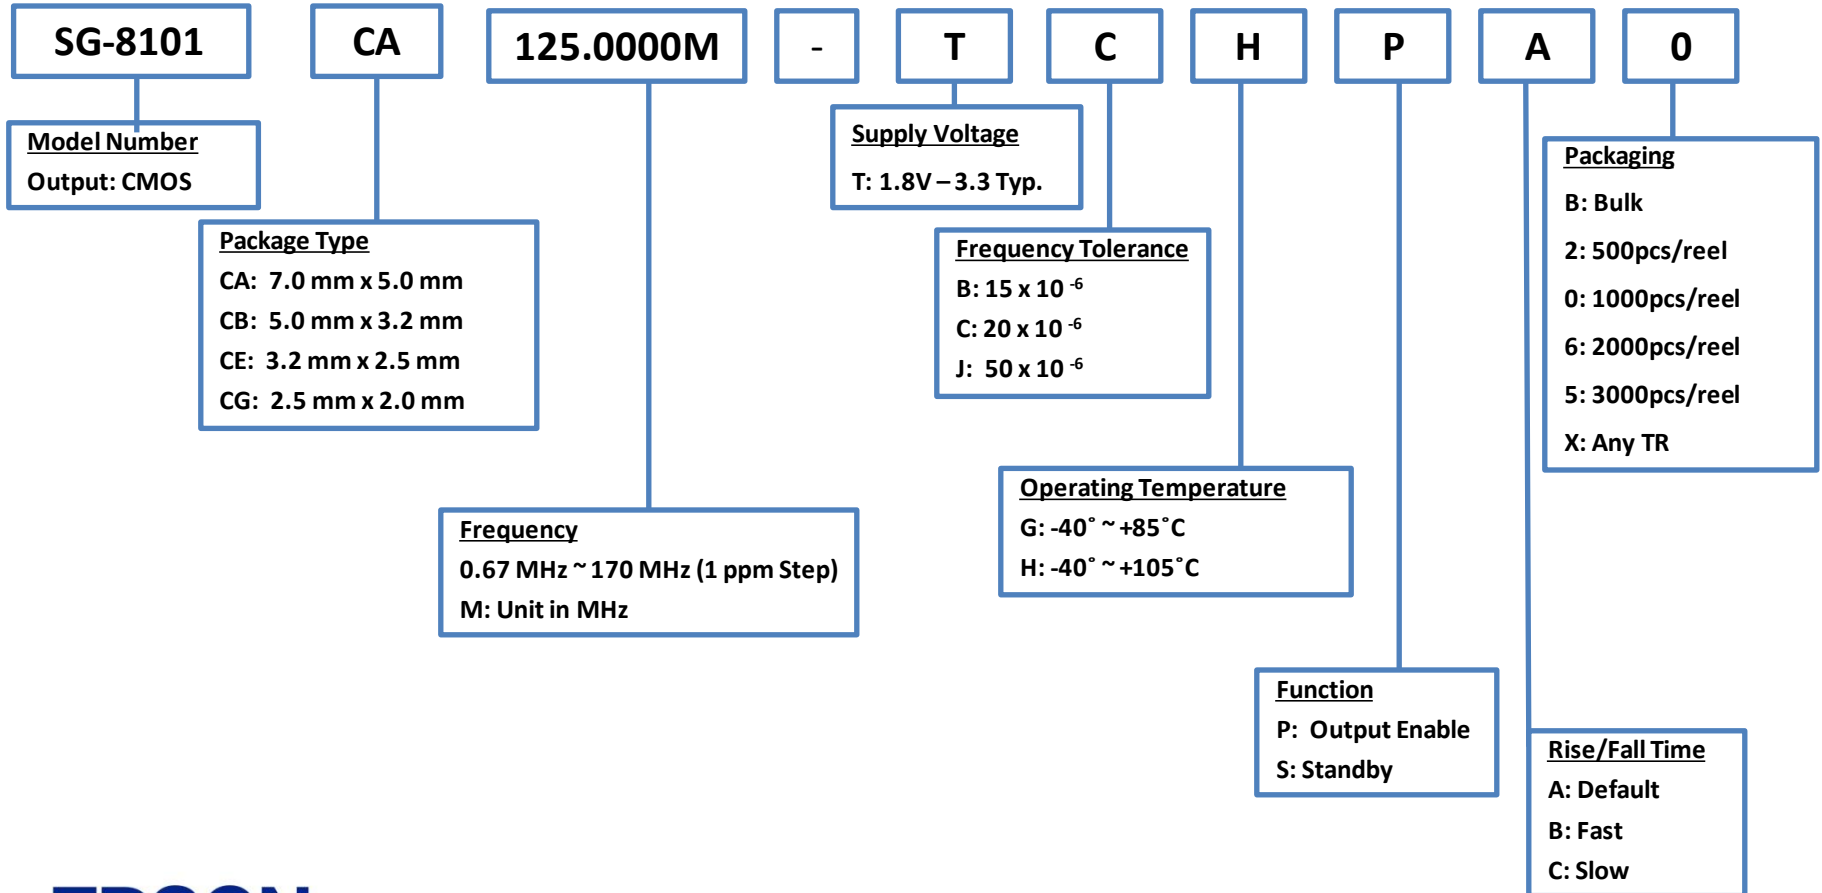 SG-8101 CA 125.0000M - T C H P A 0
Model Number
Output: CMOS
Package Type
CA: 7.0 mm x 5.0 mm
CB: 5.0 mm x 3.2 mm
CE: 3.2 mm x 2.5 mm
CG: 2.5 mm x 2.0 mm
Frequency
0.67 MHz ~ 170 MHz (1 ppm Step)
M: Unit in MHz
Supply Voltage
T: 1.8V – 3.3 Typ.
Frequency Tolerance
B: 15 x 10 -6
C: 20 x 10 -6
J: 50 x 10 -6
Operating Temperature
G: -40˚ ~ +85˚C
H: -40˚ ~ +105˚C
Function
P: Output Enable
S: Standby
Rise/Fall Time
A: Default
B: Fast
C: Slow
Packaging
B: Bulk
2: 500pcs/reel
0: 1000pcs/reel
6: 2000pcs/reel
5: 3000pcs/reel
X: Any TR